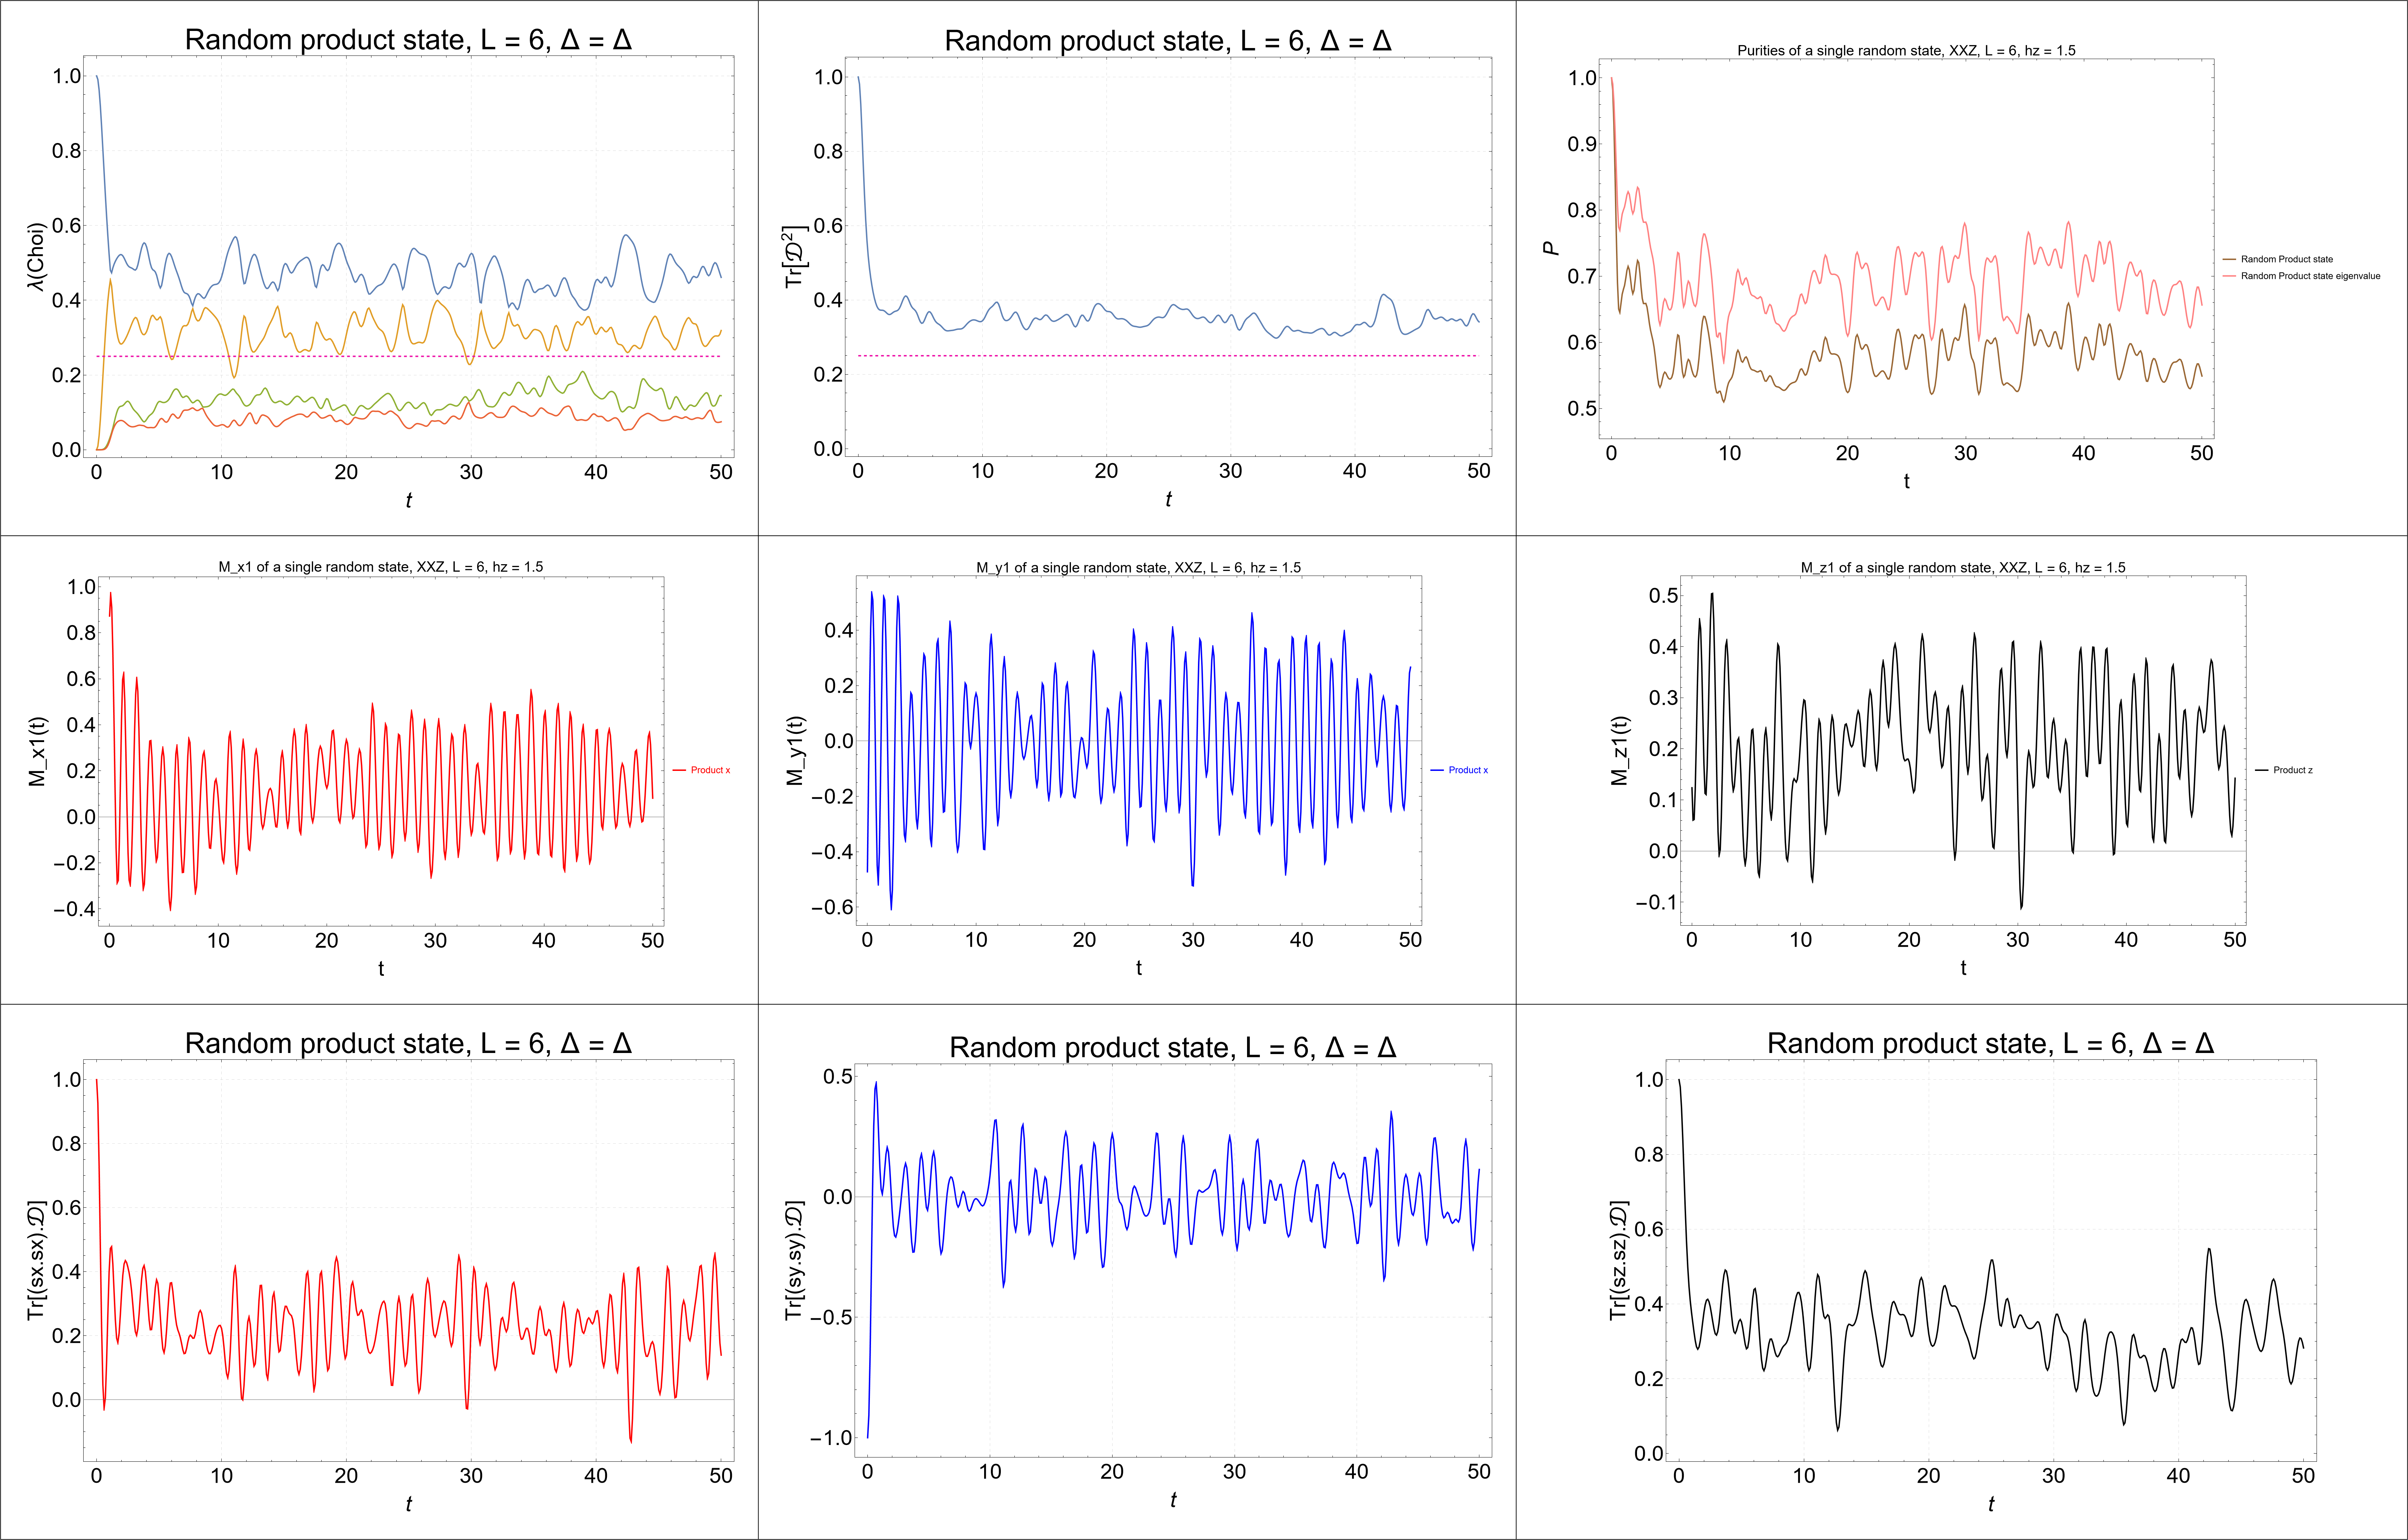 Random product state, L = 6, Δ = Δ
λ(Choi)
1.0
0.8
0.6
0.4
0.2
0.0
0 10 20 30 40 50
t
Random product state, L = 6, Δ = Δ
Tr[𝒟²]
1.0
0.8
0.6
0.4
0.2
0.0
0 10 20 30 40 50
t
Purities of a single random state, XXZ, L = 6, hz = 1.5
P
1.0
0.9
0.8
0.7
0.6
0.5
0 10 20 30 40 50
t
Random Product state
Random Product state eigenvalue
M_x1 of a single random state, XXZ, L = 6, hz = 1.5
M_x1(t)
1.0
0.8
0.6
0.4
0.2
0.0
−0.2
−0.4
0 10 20 30 40 50
t
Product x
M_y1 of a single random state, XXZ, L = 6, hz = 1.5
M_y1(t)
0.4
0.2
0.0
−0.2
−0.4
−0.6
0 10 20 30 40 50
t
Product x
M_z1 of a single random state, XXZ, L = 6, hz = 1.5
M_z1(t)
0.5
0.4
0.3
0.2
0.1
0.0
−0.1
0 10 20 30 40 50
t
Product z
Random product state, L = 6, Δ = Δ
Tr[(sx.sx).𝒟]
1.0
0.8
0.6
0.4
0.2
0.0
0 10 20 30 40 50
t
Random product state, L = 6, Δ = Δ
Tr[(sy.sy).𝒟]
0.5
0.0
−0.5
−1.0
0 10 20 30 40 50
t
Random product state, L = 6, Δ = Δ
Tr[(sz.sz).𝒟]
1.0
0.8
0.6
0.4
0.2
0.0
0 10 20 30 40 50
t